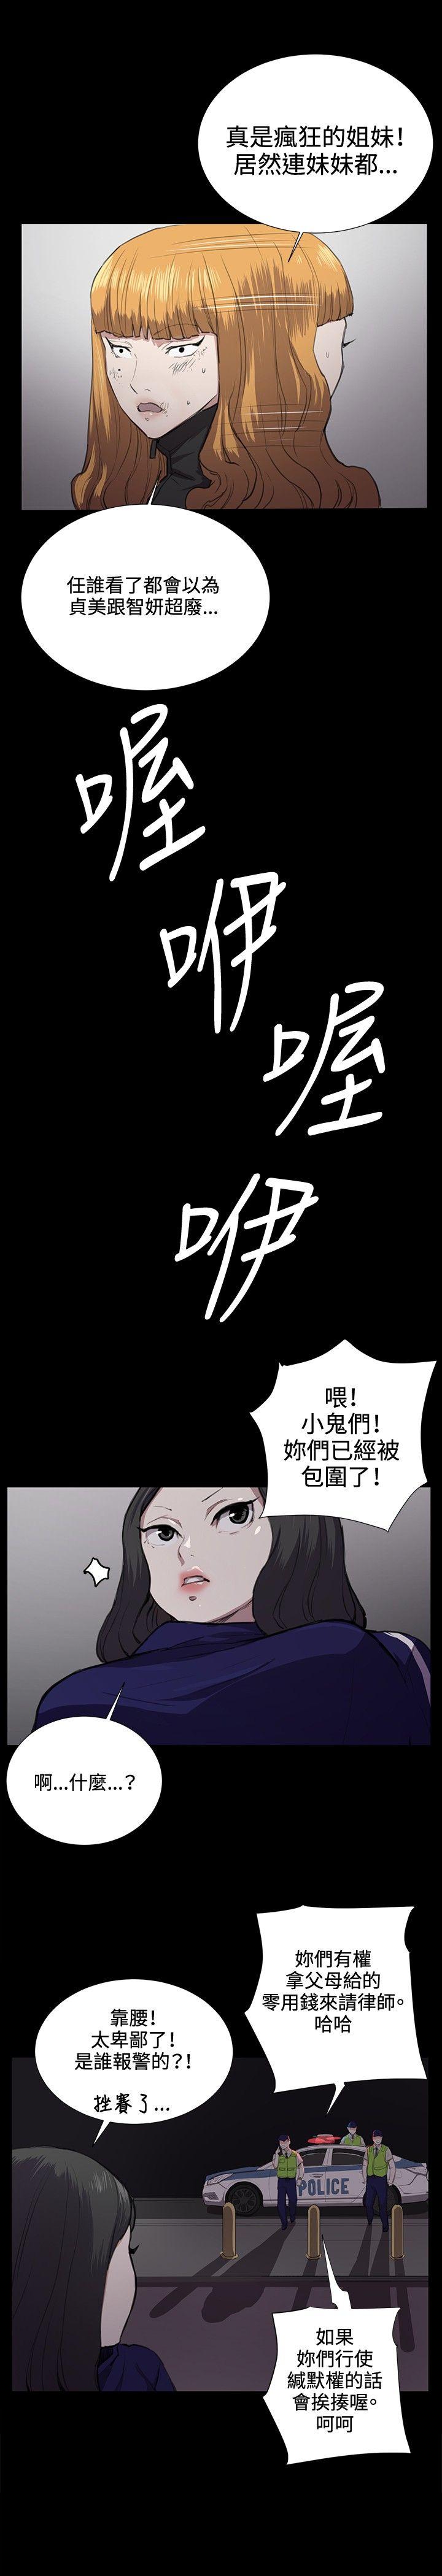 真是瘋狂的姐妹！
居然連妹妹都…
任誰看了都會以為
貞美跟智妍超廢…
喔
咿
喔
咿
喂！
小鬼們！
妳們已經被
包圍了！
啊…什麼…？
妳們有權
拿父母給的
零用錢來請律師。
哈哈
靠腰！
太卑鄙了！
是誰報警的？！
挫賽了…
POLICE
如果
妳們行使
緘默權的話
會挨揍喔。
呵呵